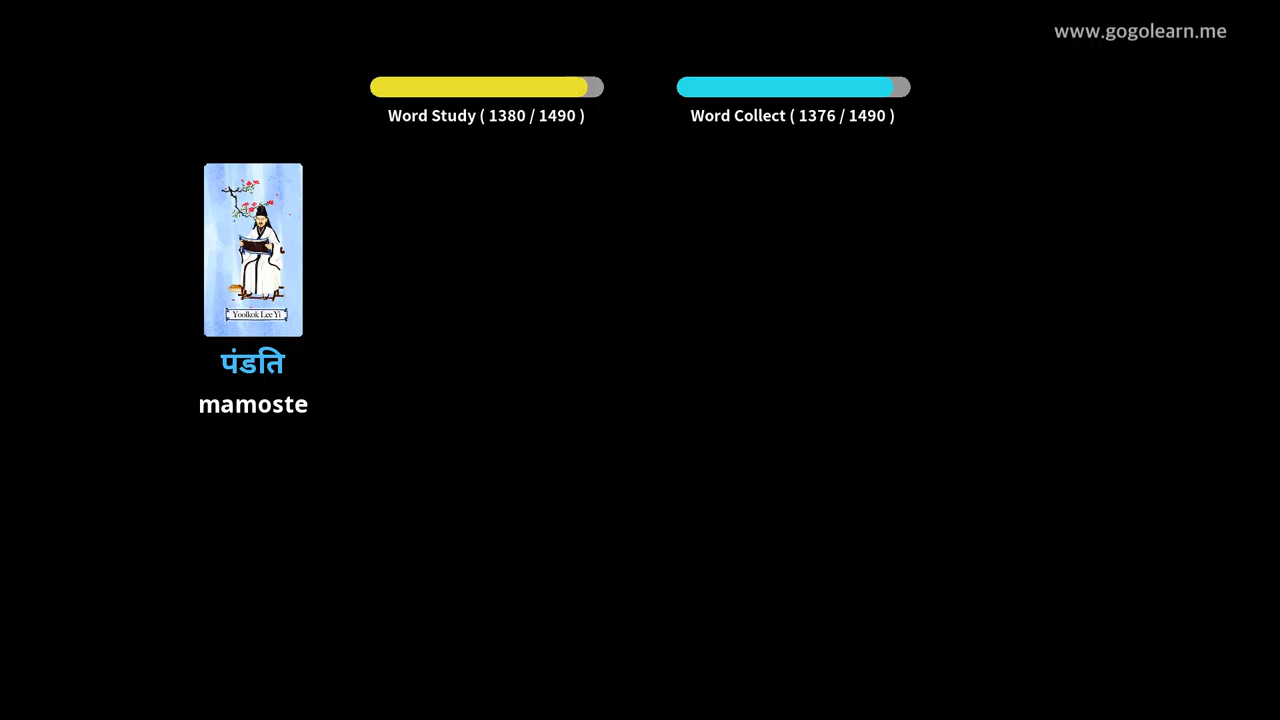 www.gogolearn.me
Word Study ( 1380 / 1490 )
Word Collect ( 1376 / 1490 )
Yoolkok Lee Yi
पंडति
mamoste